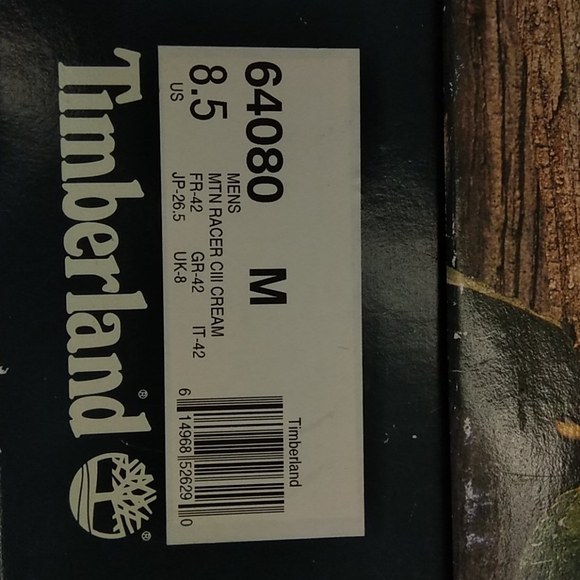 64080 M
8.5
US
MENS
MTN RACER CIII CREAM
FR-42 GR-42 IT-42
JP-26.5 UK-8
Timberland
6 14968 52629 0
Timberland®
®